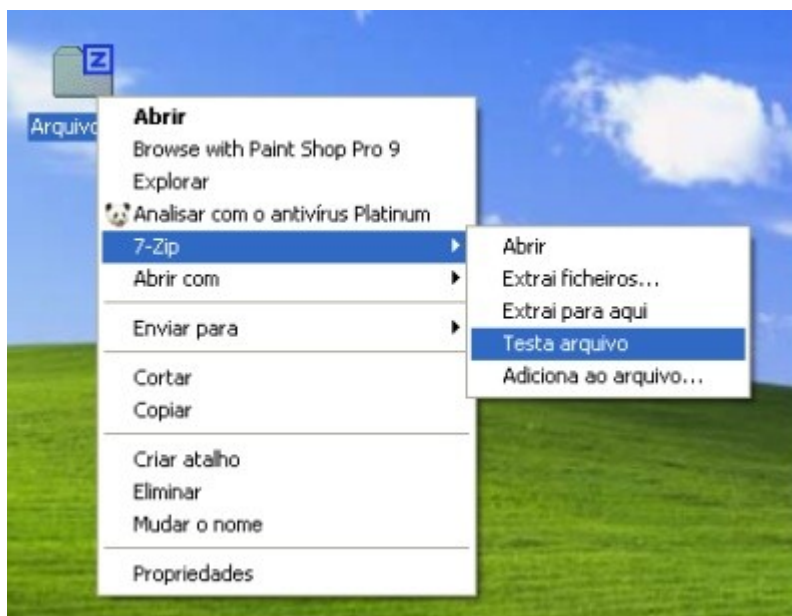 Z
Arquivo
Abrir
Browse with Paint Shop Pro 9
Explorar
Analisar com o antivírus Platinum
7-Zip
Abrir com
Enviar para
Cortar
Copiar
Criar atalho
Eliminar
Mudar o nome
Propriedades
Abrir
Extrai ficheiros...
Extrai para aqui
Testa arquivo
Adiciona ao arquivo...